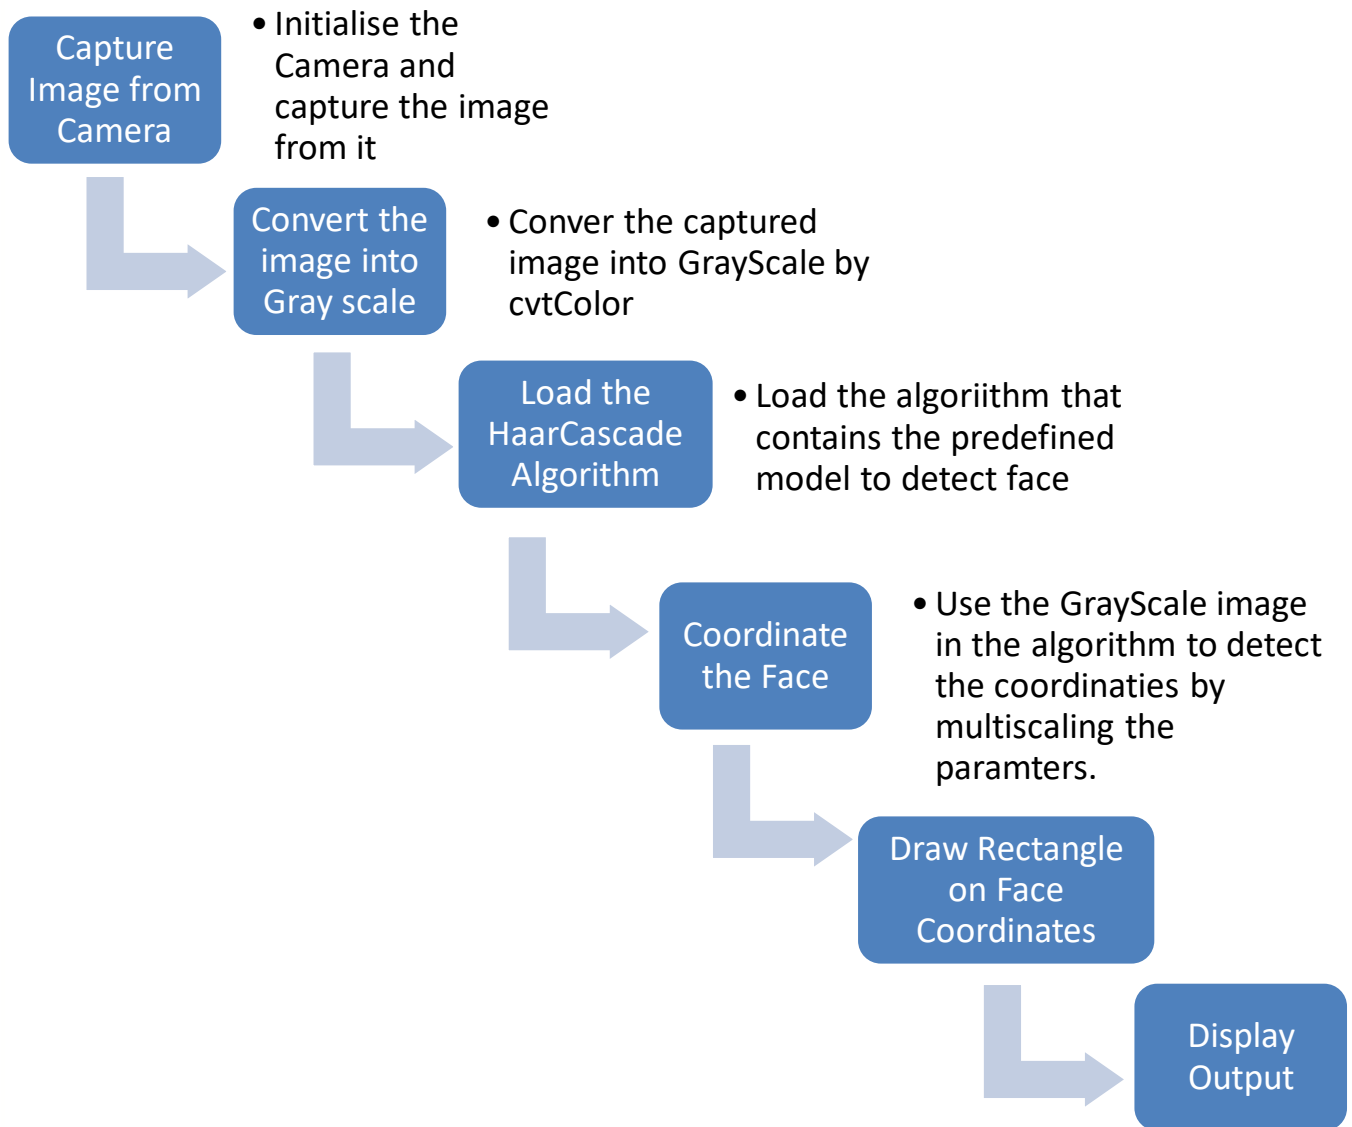 Capture
Image from
Camera
• Initialise the
Camera and
capture the image
from it
Convert the
image into
Gray scale
• Conver the captured
image into GrayScale by
cvtColor
Load the
HaarCascade
Algorithm
• Load the algoriithm that
contains the predefined
model to detect face
Coordinate
the Face
• Use the GrayScale image
in the algorithm to detect
the coordinaties by
multiscaling the
paramters.
Draw Rectangle
on Face
Coordinates
Display
Output